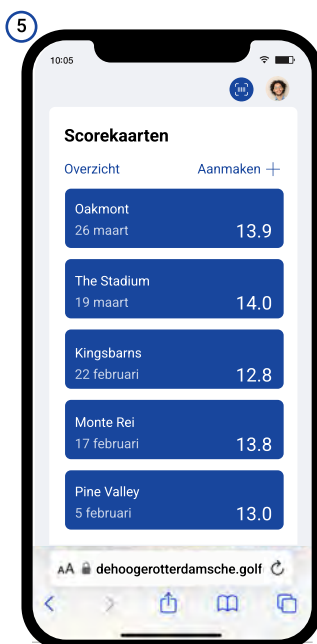 5
10:05
Scorekaarten
Overzicht Aanmaken +
Oakmont
26 maart 13.9
The Stadium
19 maart 14.0
Kingsbarns
22 februari 12.8
Monte Rei
17 februari 13.8
Pine Valley
5 februari 13.0
AA dehoogerotterdamsche.golf